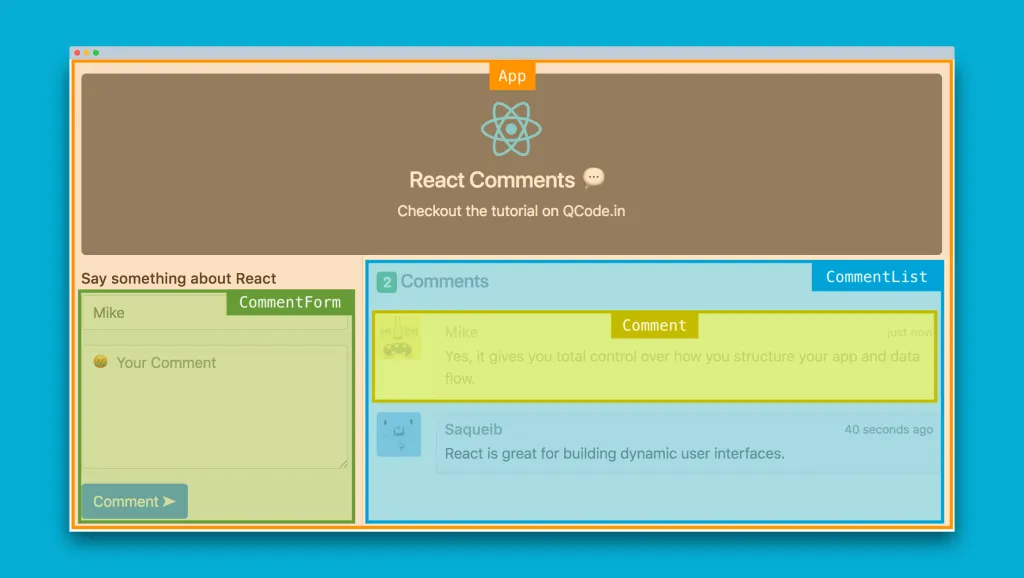 App
React Comments 💬
Checkout the tutorial on QCode.in
Say something about React
CommentForm
Mike
😀 Your Comment
Comment ➤
CommentList
2 Comments
Comment
Mike
just now
Yes, it gives you total control over how you structure your app and data
flow.
Saqueib
40 seconds ago
React is great for building dynamic user interfaces.